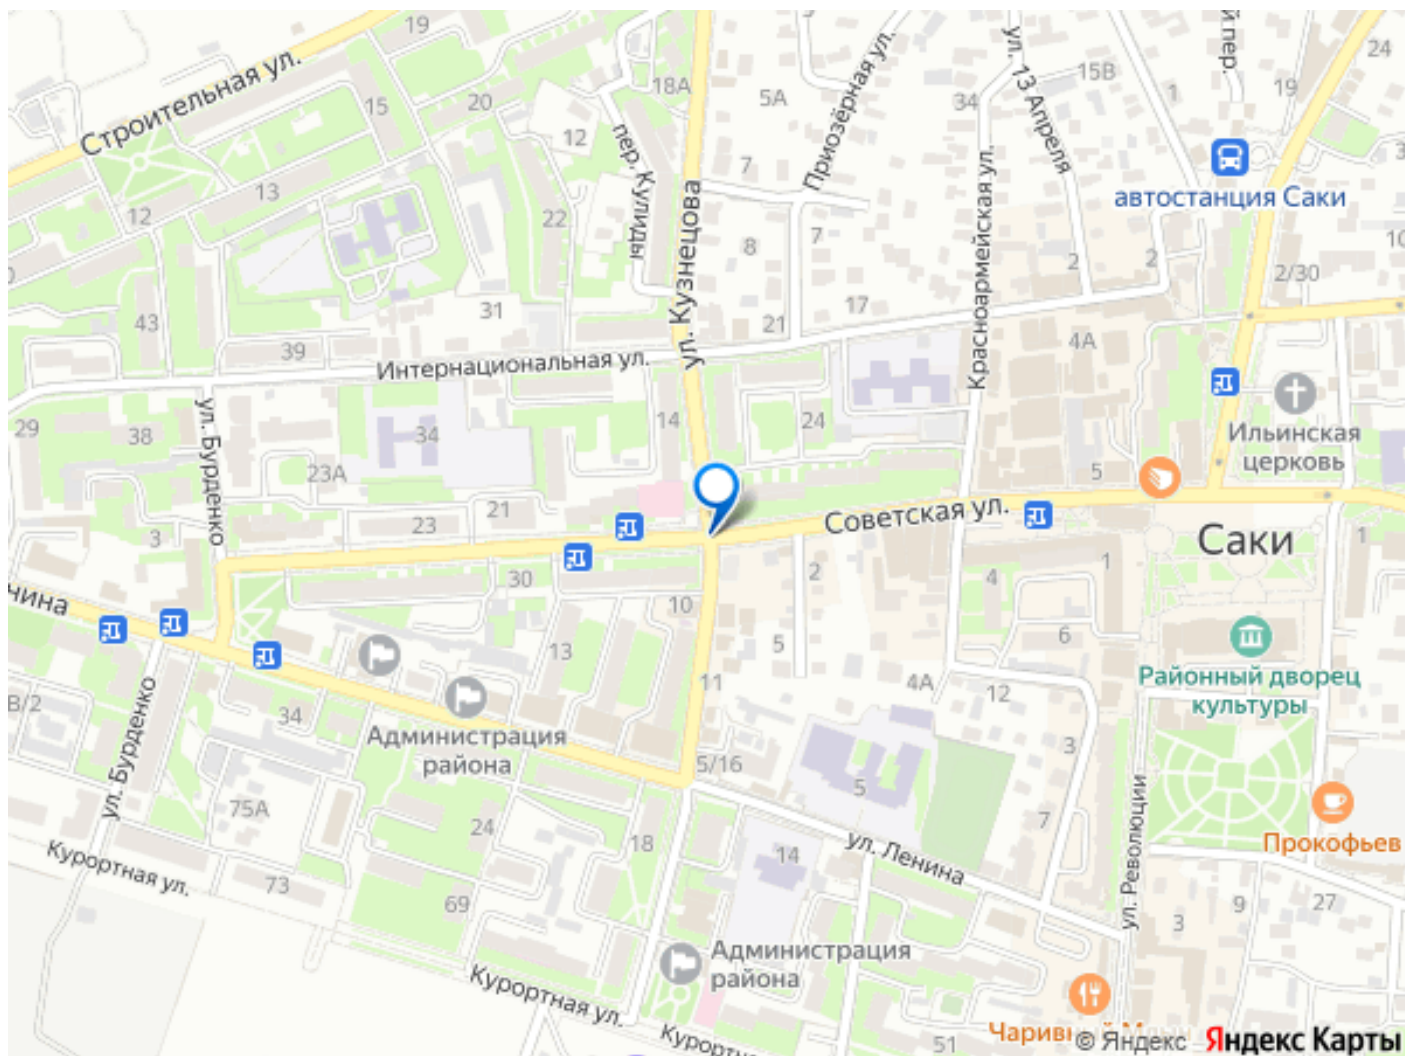 19
24
Строительная ул.
20
18А
5А
34
ул. 13 Апреля
15В
1
й пер.
19
15
12
пер. Кулиды
Приозёрная ул.
Красноармейская ул.
автостанция Саки
13
12
22
7
7
8
ул. Кузнецова
2
2
2/30
10
43
31
17
21
4А
39
Интернациональная ул.
29
38
ул. Бурденко
34
14
24
Ильинская
церковь
23А
5
3
23
21
Советская ул.
Саки
1
нина
30
10
2
4
1
13
5
6
Районный дворец
культуры
В/2
ул. Бурденко
34
11
4А
12
Администрация
района
5/16
5
3
75А
24
18
14
7
ул. Ленина
ул. Революции
Прокофьев
Курортная ул.
73
69
9
27
3
Администрация
района
Курортная ул.
Курортная
51
© Яндекс
Яндекс Карты